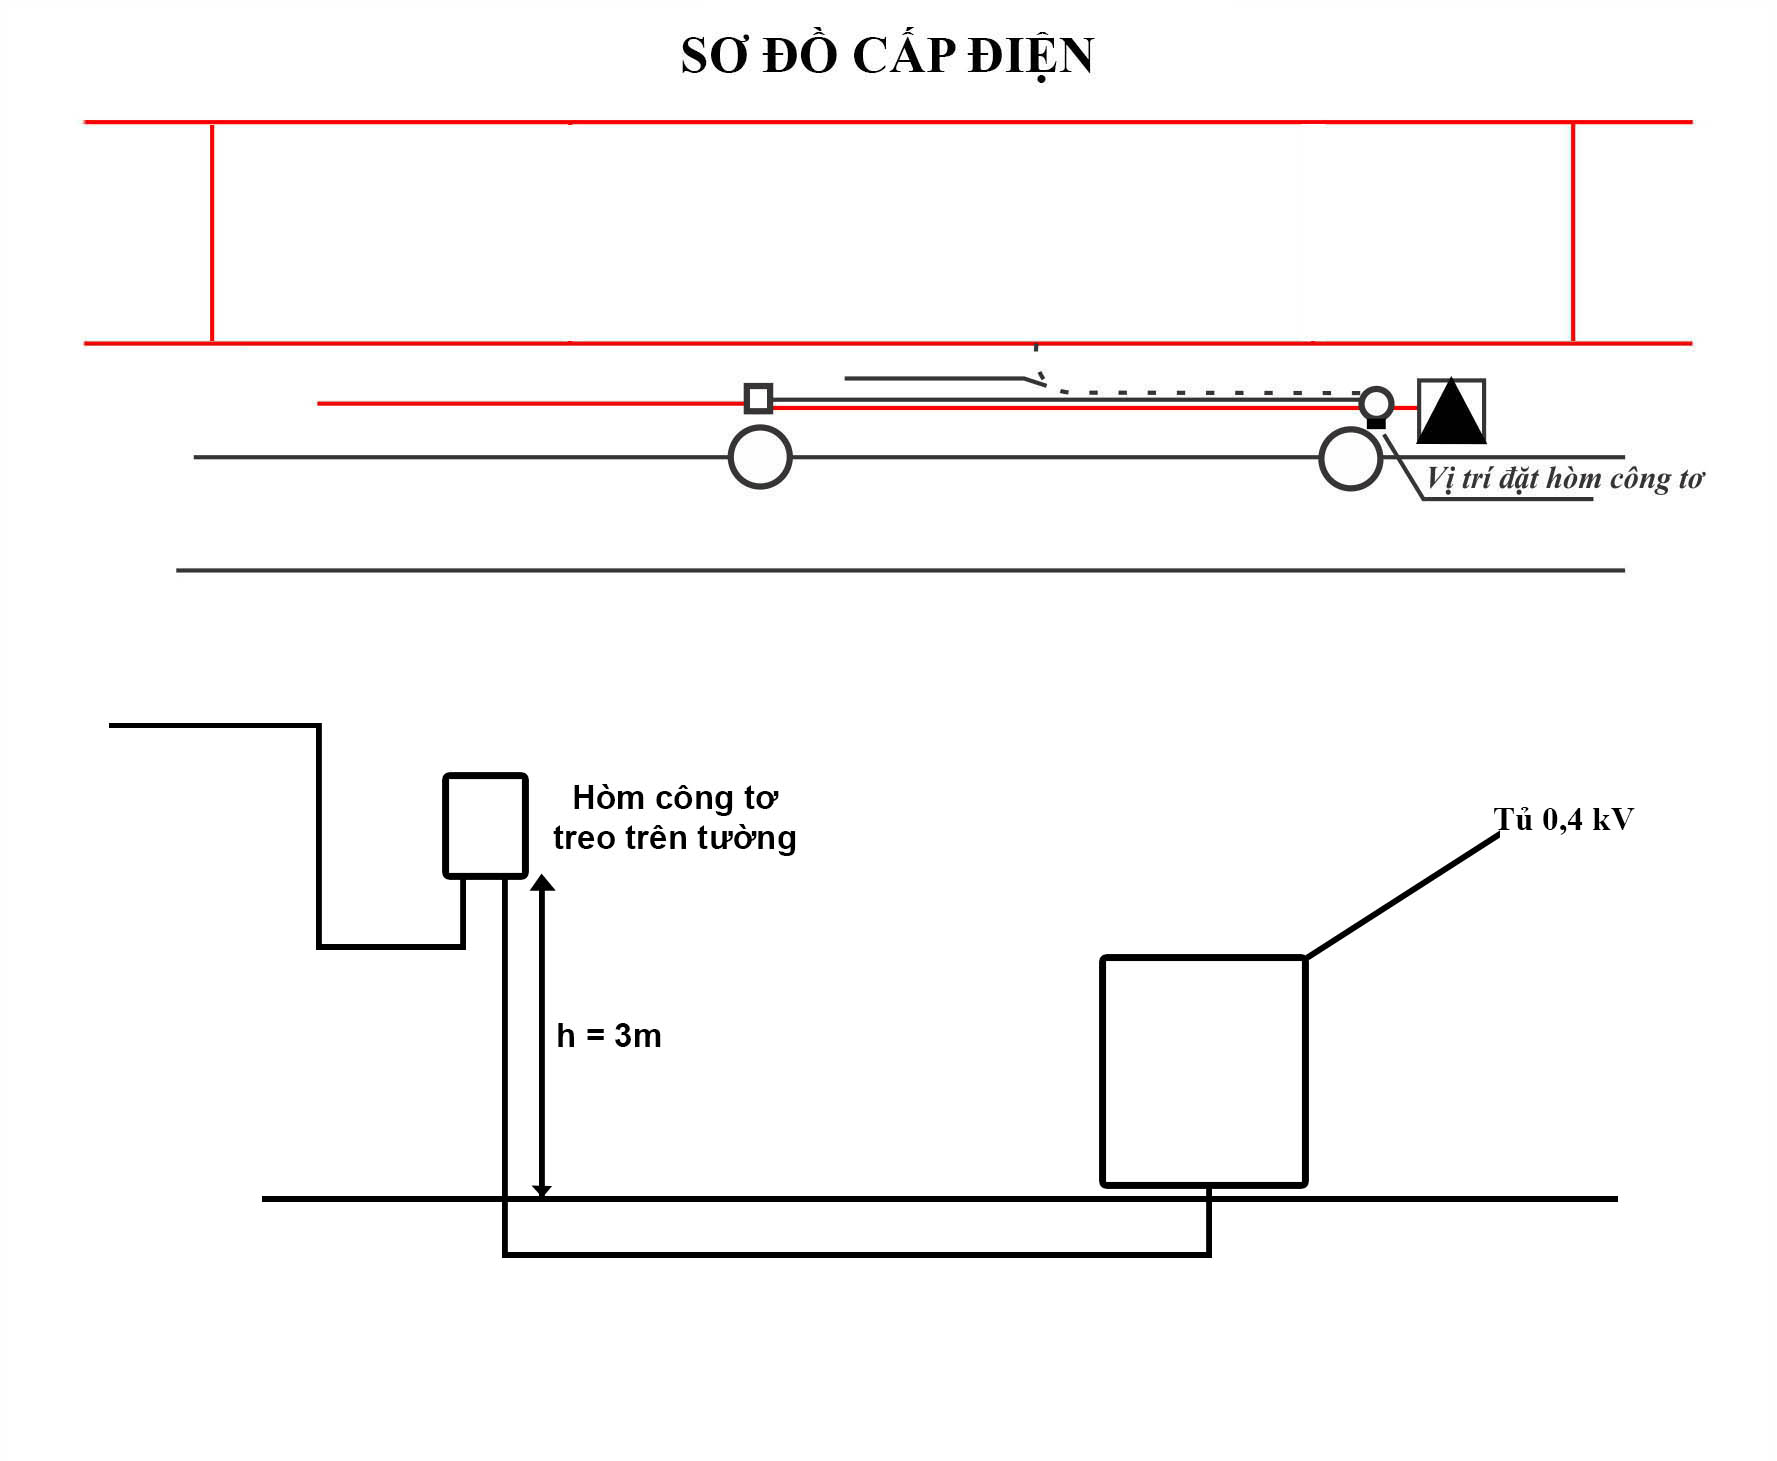 SƠ ĐỒ CẤP ĐIỆN
Vị trí đặt hòm công tơ
Hòm công tơ
treo trên tường
Tủ 0,4 kV
h = 3m